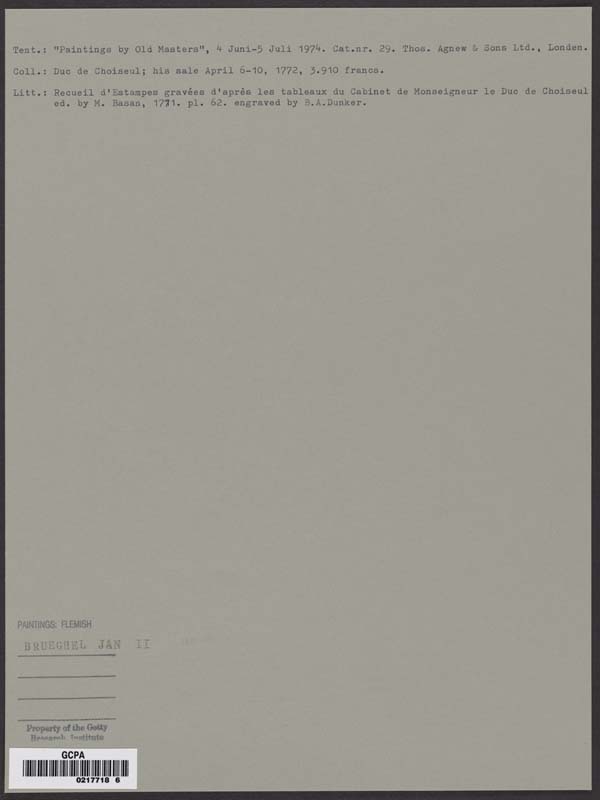 Tent.: "Paintings by Old Masters", 4 Juni-5 Juli 1974. Cat.nr. 29. Thos. Agnew & Sons Ltd., Londen.
Coll.: Duc de Choiseul; his sale April 6-10, 1772, 3.910 francs.
Litt.: Recueil d'Estampes gravées d'après les tableaux du Cabinet de Monseigneur le Duc de Choiseul
ed. by M. Basan, 1771. pl. 62. engraved by B.A.Dunker.
PAINTINGS: FLEMISH
BRUEGHEL JAN II
Property of the Getty
Research Institute
GCPA
0217718 6